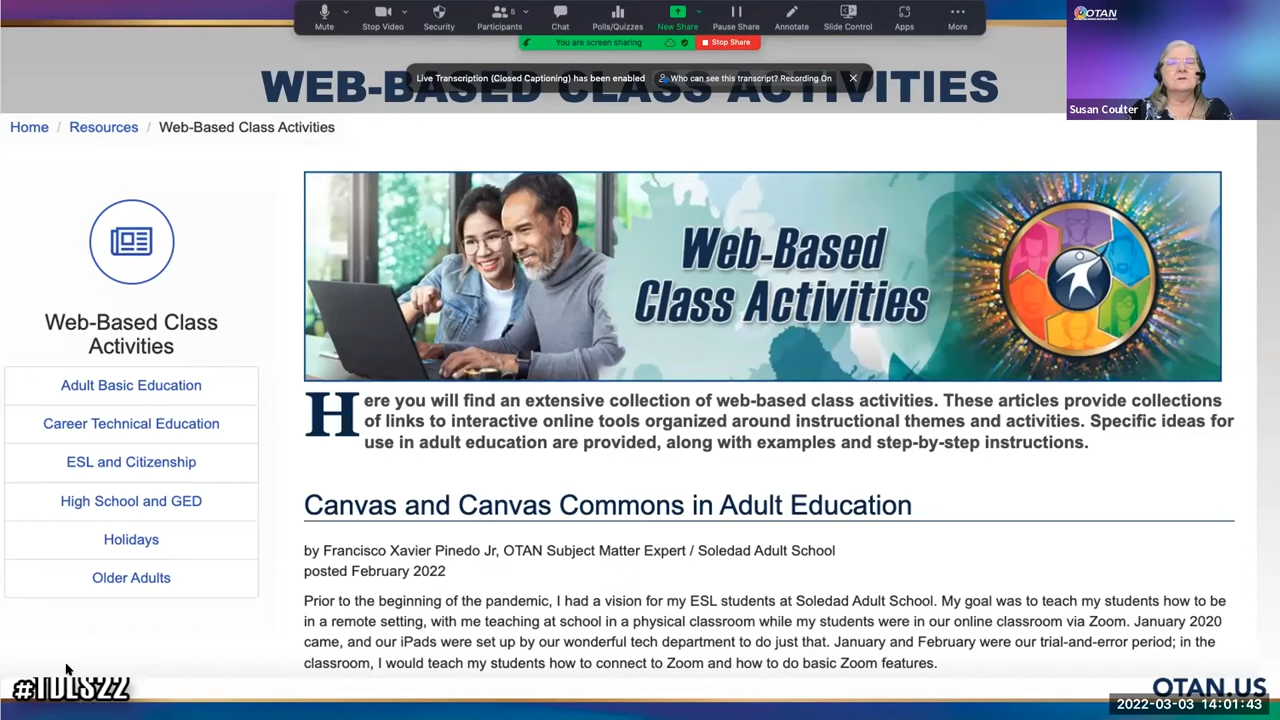 Mute
Stop Video
Security
Participants
5
Chat
Polls/Quizzes
New Share
Pause Share
Annotate
Slide Control
Apps
More
You are screen sharing
Stop Share
OTAN
Live Transcription (Closed Captioning) has been enabled
Who can see this transcript? Recording On
WEB-BASED CLASS ACTIVITIES
Susan Coulter
Home / Resources / Web-Based Class Activities
Web-Based
Class Activities
Web-Based Class
Activities
Adult Basic Education
Career Technical Education
ESL and Citizenship
High School and GED
Holidays
Older Adults
Here you will find an extensive collection of web-based class activities. These articles provide collections
of links to interactive online tools organized around instructional themes and activities. Specific ideas for
use in adult education are provided, along with examples and step-by-step instructions.
Canvas and Canvas Commons in Adult Education
by Francisco Xavier Pinedo Jr, OTAN Subject Matter Expert / Soledad Adult School
posted February 2022
Prior to the beginning of the pandemic, I had a vision for my ESL students at Soledad Adult School. My goal was to teach my students how to be
in a remote setting, with me teaching at school in a physical classroom while my students were in our online classroom via Zoom. January 2020
came, and our iPads were set up by our wonderful tech department to do just that. January and February were our trial-and-error period; in the
classroom, I would teach my students how to connect to Zoom and how to do basic Zoom features.
#TDLS22
OTAN.US
2022-03-03 14:01:43